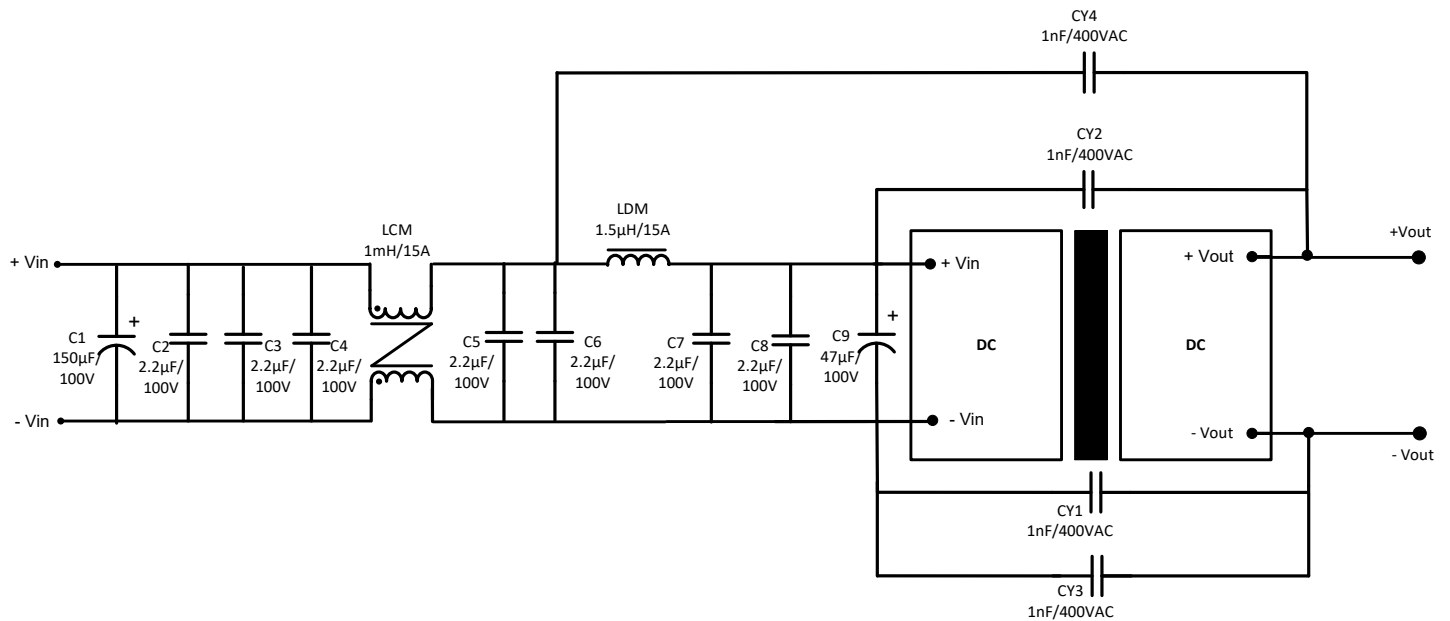 CY4
1nF/400VAC
CY2
1nF/400VAC
LDM
1.5µH/15A
LCM
1mH/15A
+ Vin
+ Vin
+ Vout
+Vout
C1
150µF/
100V
+
C2
2.2µF/
100V
C3
2.2µF/
100V
C4
2.2µF/
100V
C5
2.2µF/
100V
C6
2.2µF/
100V
C7
2.2µF/
100V
C8
2.2µF/
100V
C9
47µF/
100V
+
DC
DC
- Vin
- Vin
- Vout
- Vout
CY1
1nF/400VAC
CY3
1nF/400VAC